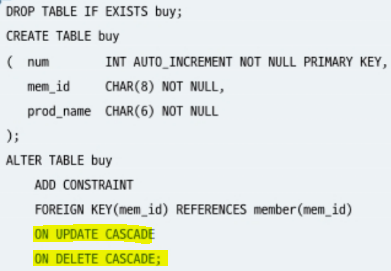 DROP TABLE IF EXISTS buy;
CREATE TABLE buy
( num INT AUTO_INCREMENT NOT NULL PRIMARY KEY,
mem_id CHAR(8) NOT NULL,
prod_name CHAR(6) NOT NULL
);
ALTER TABLE buy
ADD CONSTRAINT
FOREIGN KEY(mem_id) REFERENCES member(mem_id)
ON UPDATE CASCADE
ON DELETE CASCADE;